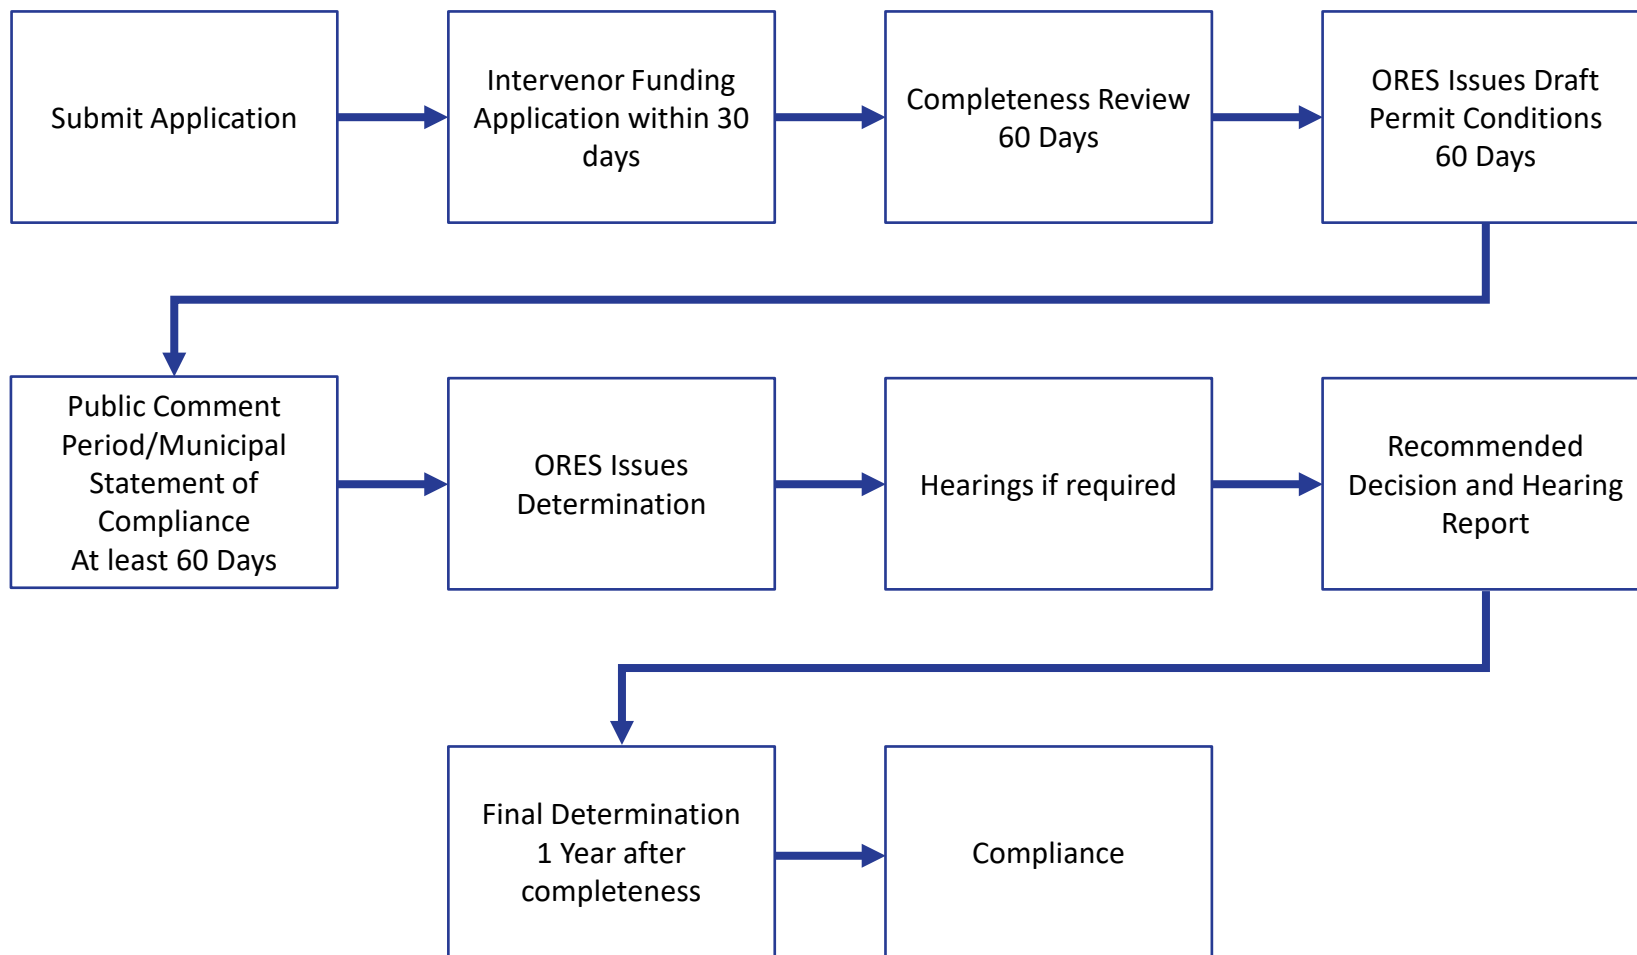 Submit Application
Intervenor Funding
Application within 30
days
Completeness Review
60 Days
ORES Issues Draft
Permit Conditions
60 Days
Public Comment
Period/Municipal
Statement of
Compliance
At least 60 Days
ORES Issues
Determination
Hearings if required
Recommended
Decision and Hearing
Report
Final Determination
1 Year after
completeness
Compliance